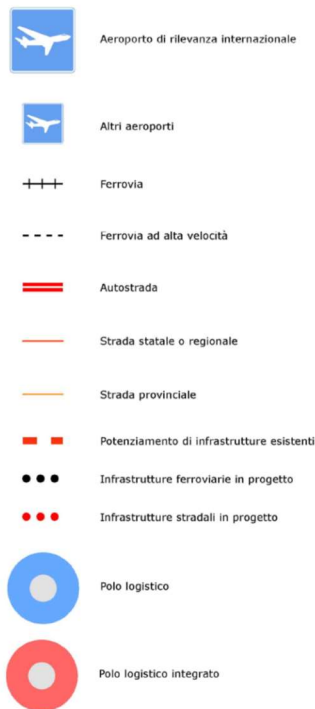 Aeroporto di rilevanza internazionale
Altri aeroporti
Ferrovia
Ferrovia ad alta velocità
Autostrada
Strada statale o regionale
Strada provinciale
Potenziamento di infrastrutture esistenti
Infrastrutture ferroviarie in progetto
Infrastrutture stradali in progetto
Polo logistico
Polo logistico integrato